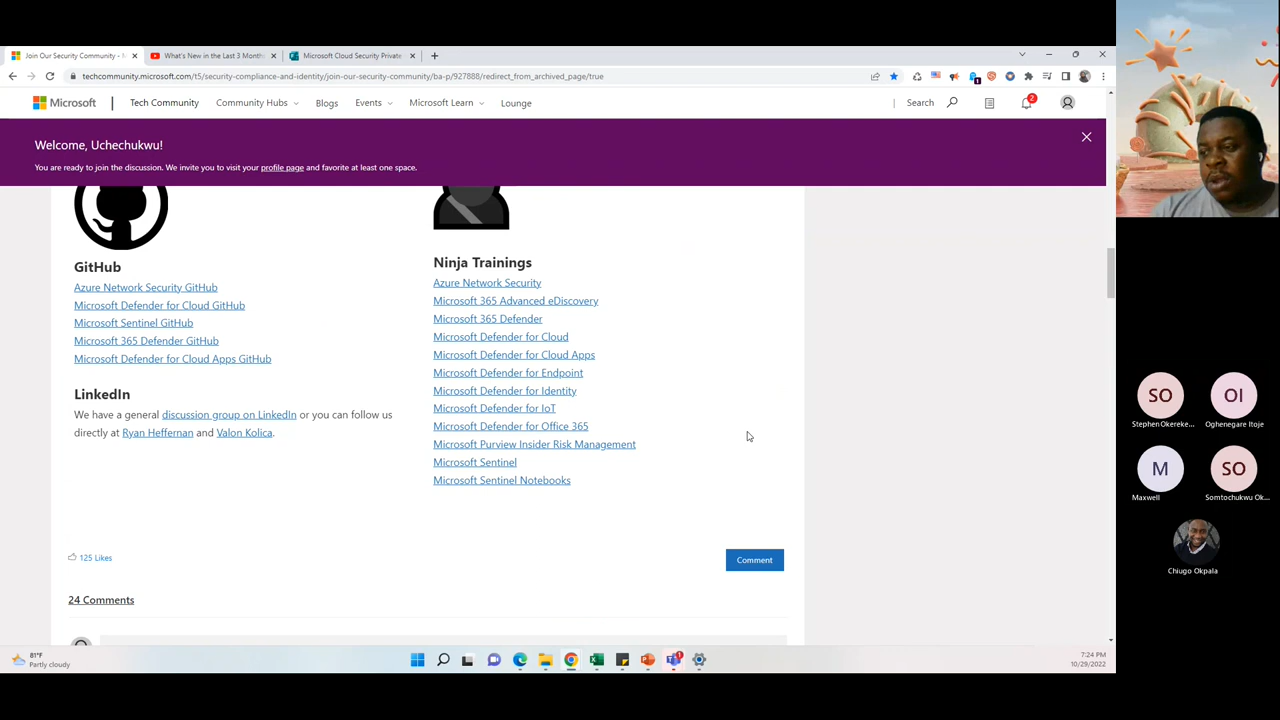 Join Our Security Community -
What's New in the Last 3 Month
Microsoft Cloud Security Private
techcommunity.microsoft.com/t5/security-compliance-and-identity/join-our-security-community/ba-p/927888/redirect_from_archived_page/true
1
Microsoft
Tech Community
Community Hubs
Blogs
Events
Microsoft Learn
Lounge
Search
2
Welcome, Uchechukwu!
You are ready to join the discussion. We invite you to visit your profile page and favorite at least one space.
GitHub
Azure Network Security GitHub
Microsoft Defender for Cloud GitHub
Microsoft Sentinel GitHub
Microsoft 365 Defender GitHub
Microsoft Defender for Cloud Apps GitHub
LinkedIn
We have a general discussion group on LinkedIn or you can follow us
directly at Ryan Heffernan and Valon Kolica.
Ninja Trainings
Azure Network Security
Microsoft 365 Advanced eDiscovery
Microsoft 365 Defender
Microsoft Defender for Cloud
Microsoft Defender for Cloud Apps
Microsoft Defender for Endpoint
Microsoft Defender for Identity
Microsoft Defender for IoT
Microsoft Defender for Office 365
Microsoft Purview Insider Risk Management
Microsoft Sentinel
Microsoft Sentinel Notebooks
125 Likes
Comment
24 Comments
SO
Stephen Okereke...
OI
Oghenegare Itoje
M
Maxwell
SO
Somtochukwu Ok...
Chiugo Okpala
81°F
Partly cloudy
1
7:24 PM
10/29/2022